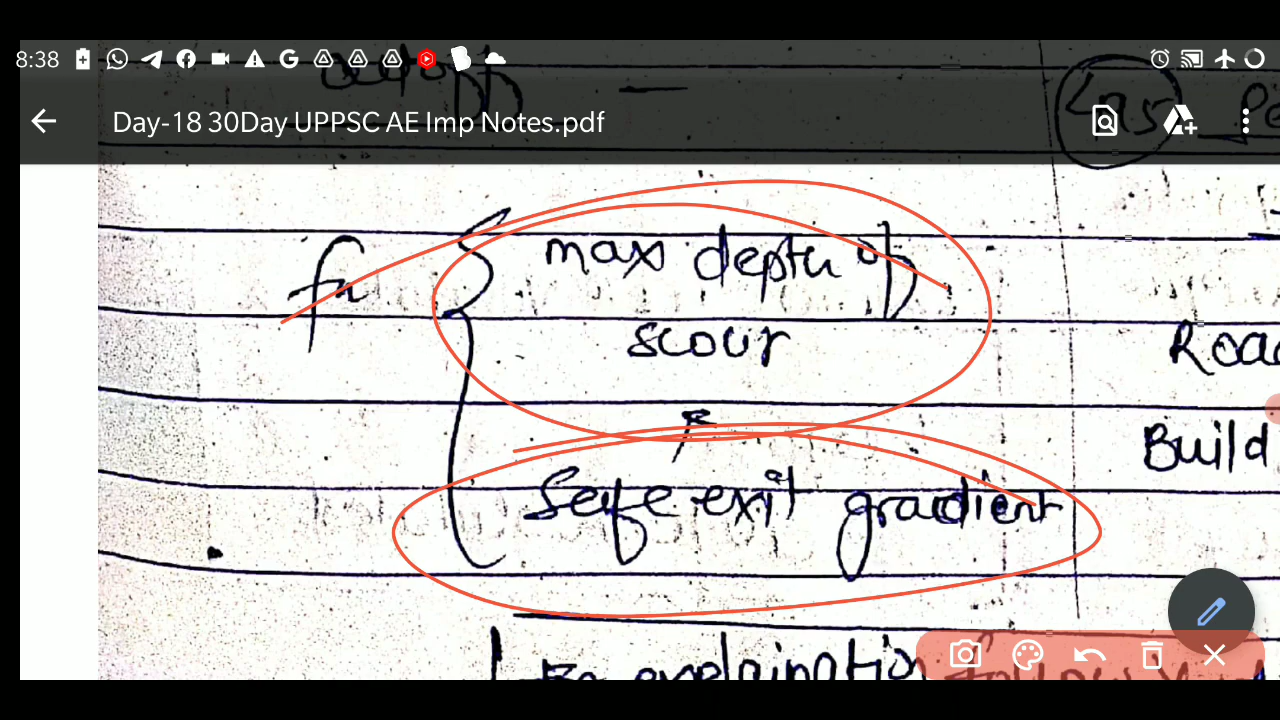 8:38
Day-18 30Day UPPSC AE Imp Notes.pdf
fn { max depth of
scour
Road
Build
Safe exit gradient